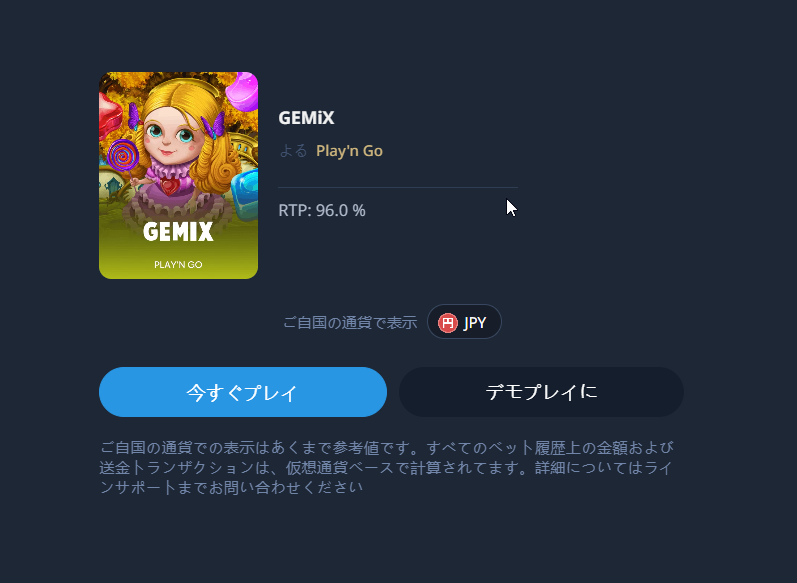 GEMiX
よる Play'n Go
RTP: 96.0 %
GEMIX
PLAY'N GO
ご自国の通貨で表示 円 JPY
今すぐプレイ
デモプレイに
ご自国の通貨での表示はあくまで参考値です。すべてのベット履歴上の金額および
送金トランザクションは、仮想通貨ベースで計算されてます。詳細についてはライ
ンサポートまでお問い合わせください